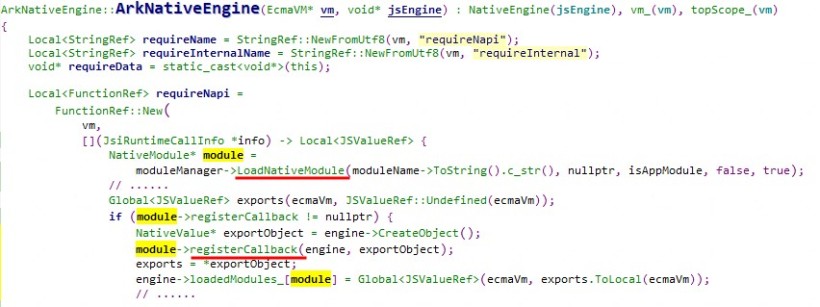 ArkNativeEngine::ArkNativeEngine(EcmaVM* vm, void* jsEngine) : NativeEngine(jsEngine), vm_(vm), topScope_(vm)
{
    Local<StringRef> requireName = StringRef::NewFromUtf8(vm, "requireNapi");
    Local<StringRef> requireInternalName = StringRef::NewFromUtf8(vm, "requireInternal");
    void* requireData = static_cast<void*>(this);

    Local<FunctionRef> requireNapi =
        FunctionRef::New(
            vm,
            [](JsiRuntimeCallInfo *info) -> Local<JSValueRef> {
                NativeModule* module =
                    moduleManager->LoadNativeModule(moduleName->ToString().c_str(), nullptr, isAppModule, false, true);
                // ......
                Global<JSValueRef> exports(ecmaVm, JSValueRef::Undefined(ecmaVm));
                if (module->registerCallback != nullptr) {
                    NativeValue* exportObject = engine->CreateObject();
                    module->registerCallback(engine, exportObject);
                    exports = *exportObject;
                    engine->loadedModules_[module] = Global<JSValueRef>(ecmaVm, exports.ToLocal(ecmaVm));
                    // ......